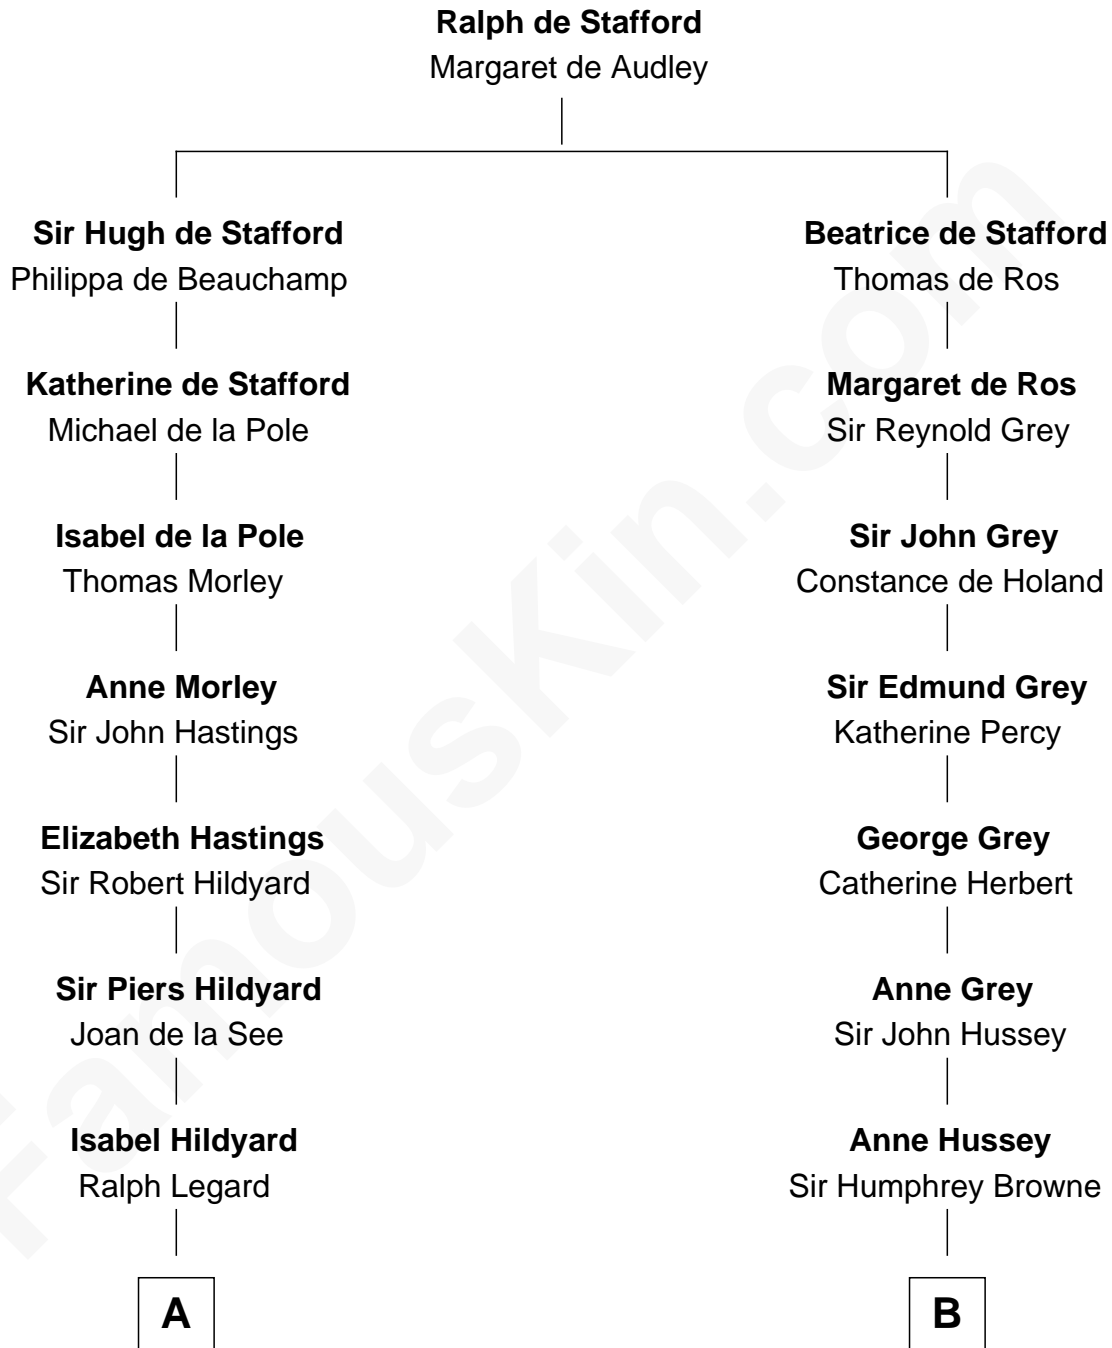 Ralph de Stafford
Margaret de Audley
Sir Hugh de Stafford
Philippa de Beauchamp
Beatrice de Stafford
Thomas de Ros
Katherine de Stafford
Michael de la Pole
Margaret de Ros
Sir Reynold Grey
Isabel de la Pole
Thomas Morley
Sir John Grey
Constance de Holand
Anne Morley
Sir John Hastings
Sir Edmund Grey
Katherine Percy
Elizabeth Hastings
Sir Robert Hildyard
George Grey
Catherine Herbert
Sir Piers Hildyard
Joan de la See
Anne Grey
Sir John Hussey
Isabel Hildyard
Ralph Legard
Anne Hussey
Sir Humphrey Browne
A
B
FamousKin.com